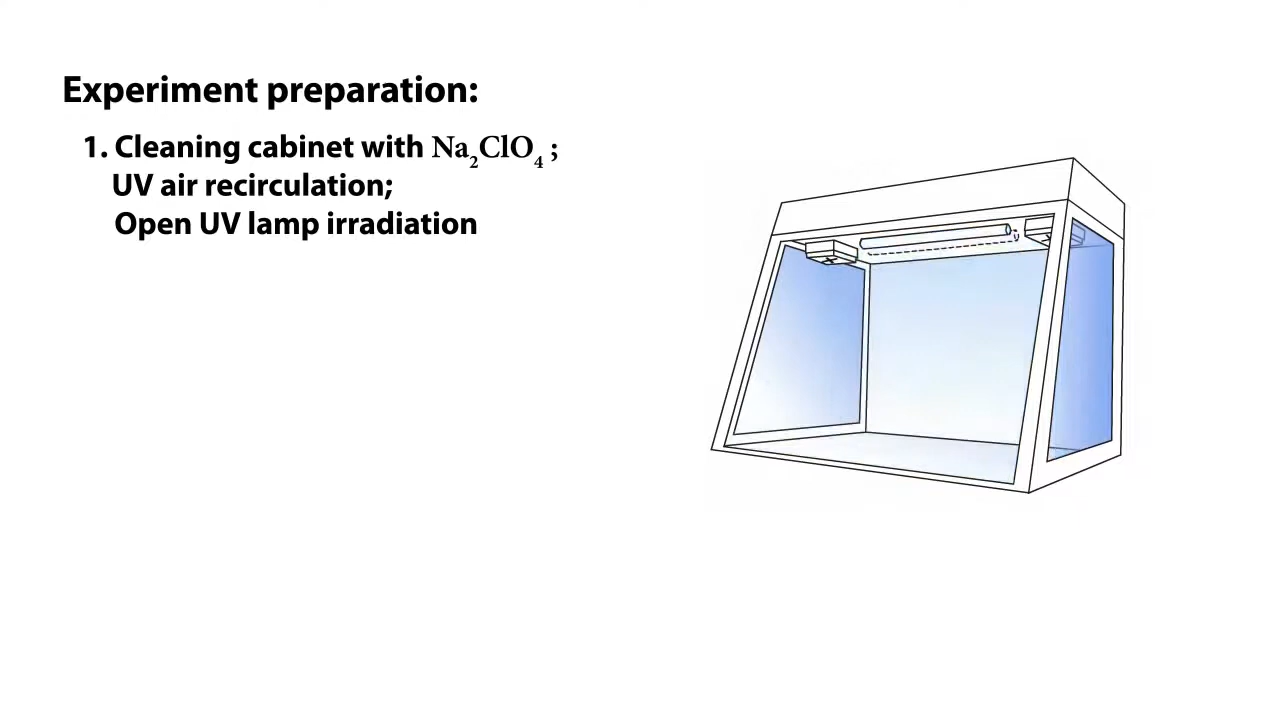 Experiment preparation:
1. Cleaning cabinet with Na₂ClO₄ ;
UV air recirculation;
Open UV lamp irradiation